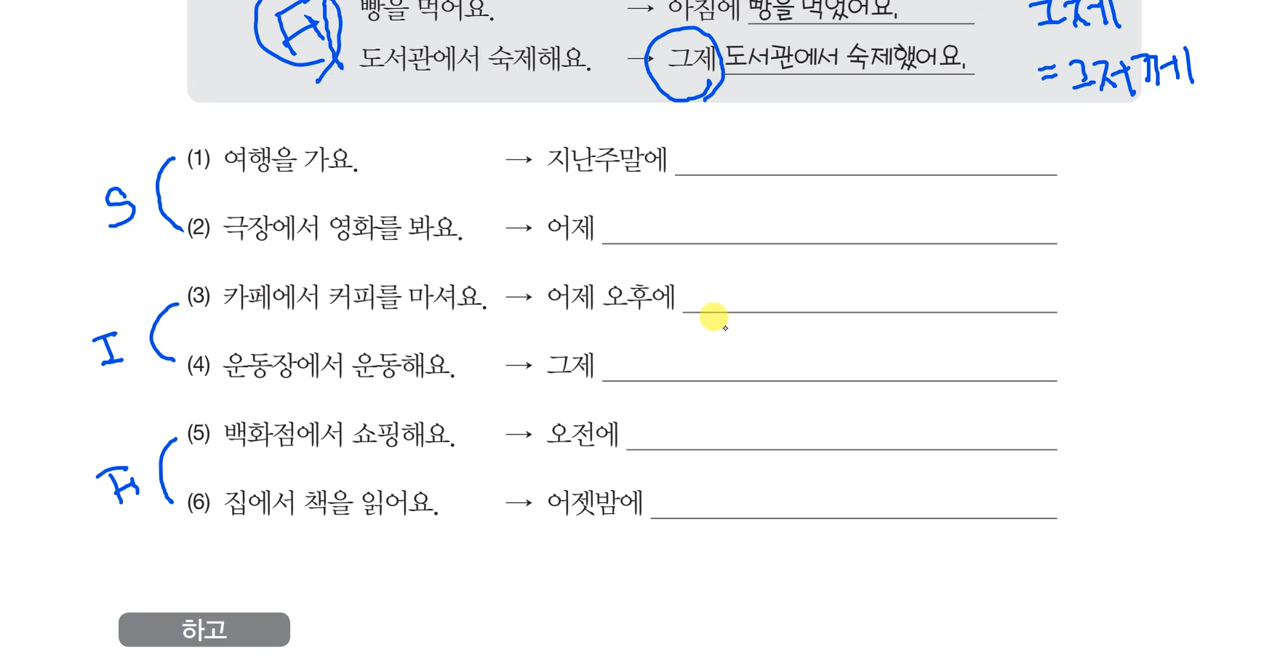 빵을 먹어요. → 아침에 빵을 먹었어요. 그제
도서관에서 숙제해요. → 그제 도서관에서 숙제했어요. = 그저께
(1) 여행을 가요. → 지난주말에
S
(2) 극장에서 영화를 봐요. → 어제
(3) 카페에서 커피를 마셔요. → 어제 오후에
I
(4) 운동장에서 운동해요. → 그제
(5) 백화점에서 쇼핑해요. → 오전에
(6) 집에서 책을 읽어요. → 어젯밤에
하고